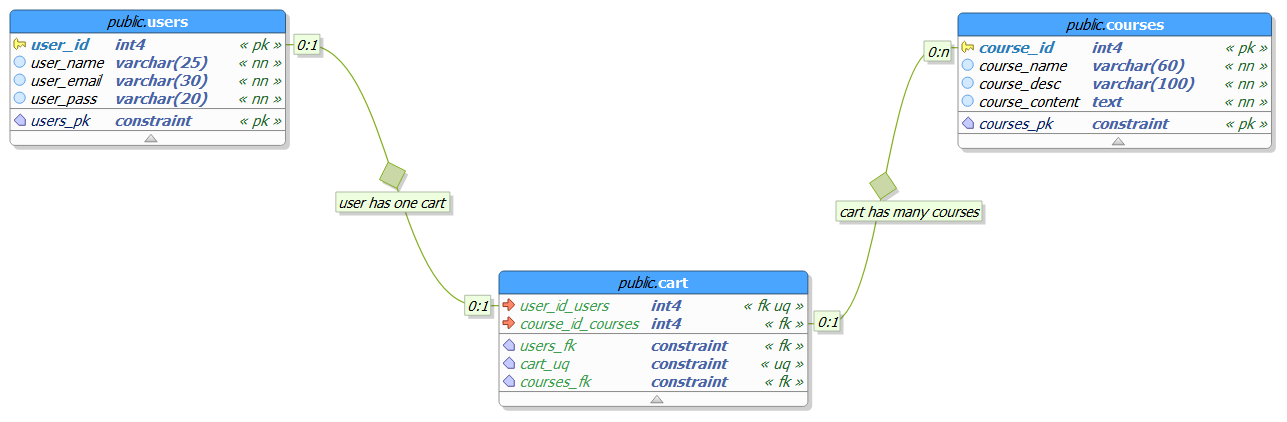 public.users
user_id int4 « pk »
user_name varchar(25) « nn »
user_email varchar(30) « nn »
user_pass varchar(20) « nn »
users_pk constraint « pk »
0:1
user has one cart
0:1
public.courses
course_id int4 « pk »
course_name varchar(60) « nn »
course_desc varchar(100) « nn »
course_content text « nn »
courses_pk constraint « pk »
0:n
cart has many courses
0:1
public.cart
user_id_users int4 « fk uq »
course_id_courses int4 « fk »
users_fk constraint « fk »
cart_uq constraint « uq »
courses_fk constraint « fk »